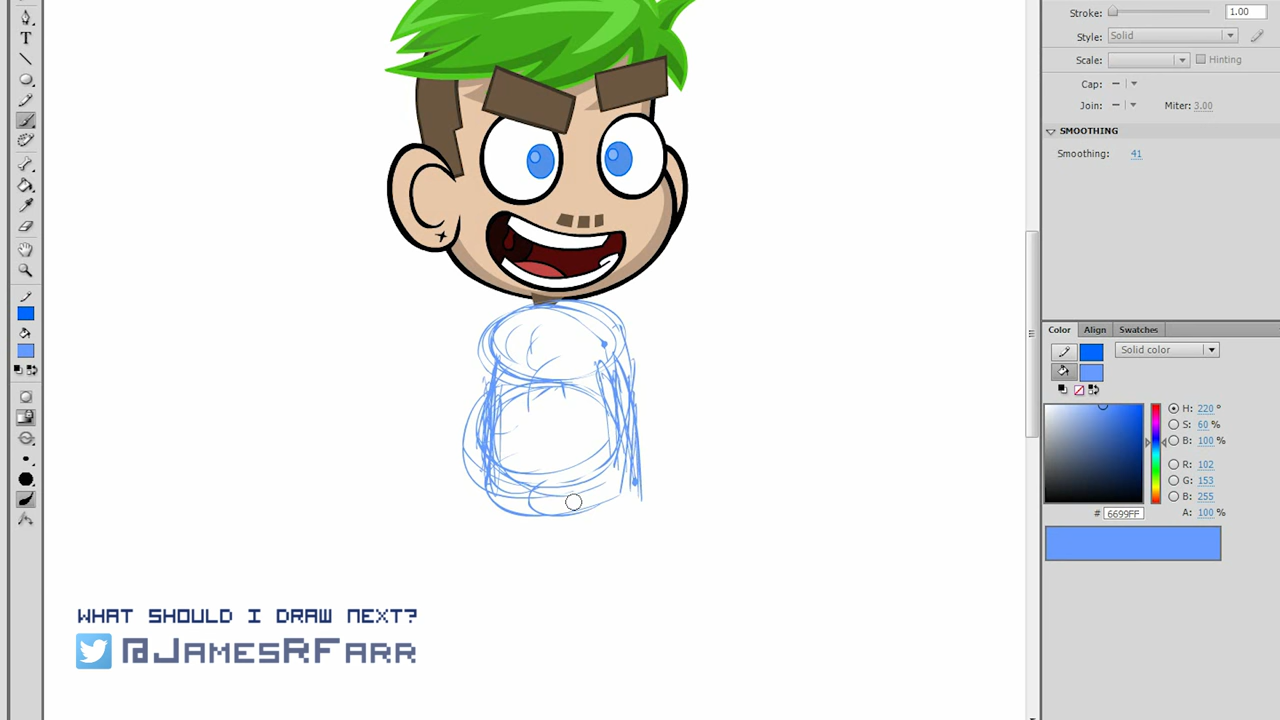 Stroke: 1.00
Style: Solid
Scale: Hinting
Cap:
Join: Miter: 3.00
SMOOTHING
Smoothing: 41
T
Color Align Swatches
Solid color
H: 220 °
S: 60 %
B: 100 %
R: 102
G: 153
B: 255
# 6699FF A: 100 %
WHAT SHOULD I DRAW NEXT?
@JAMESRFARR